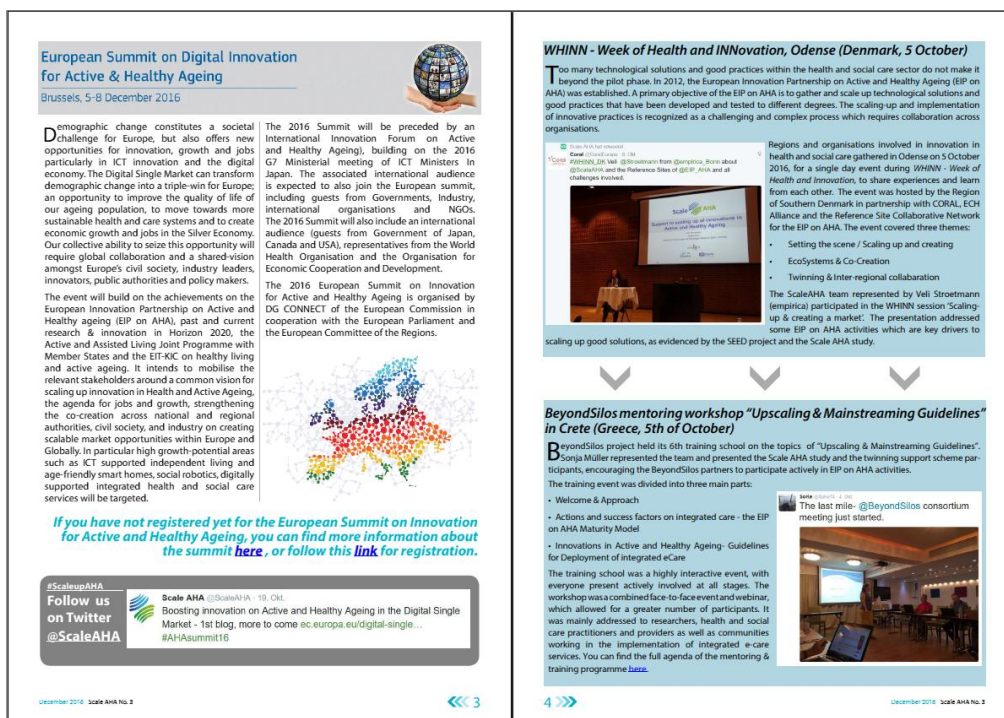 European Summit on Digital Innovation
for Active & Healthy Ageing
Brussels, 5-8 December 2016
Demographic change constitutes a societal
challenge for Europe, but also offers new
opportunities for innovation, growth and jobs
particularly in ICT innovation and the digital
economy. The Digital Single Market can transform
demographic change into a triple-win for Europe;
an opportunity to improve the quality of life of
our ageing population, to move towards more
sustainable health and care systems and to create
economic growth and jobs in the Silver Economy.
Our collective ability to seize this opportunity will
require global collaboration and a shared-vision
amongst Europe's civil society, industry leaders,
innovators, public authorities and policy makers.
The event will build on the achievements on the
European Innovation Partnership on Active and
Healthy ageing (EIP on AHA), past and current
research & innovation in Horizon 2020, the
Active and Assisted Living Joint Programme with
Member States and the EIT-KIC on healthy living
and active ageing. It intends to mobilise the
relevant stakeholders around a common vision for
scaling up innovation in Health and Active Ageing,
the agenda for jobs and growth, strengthening
the co-creation across national and regional
authorities, civil society, and industry on creating
scalable market opportunities within Europe and
Globally. In particular high growth-potential areas
such as ICT supported independent living and
age-friendly smart homes, social robotics, digitally
supported integrated health and social care
services will be targeted.
The 2016 Summit will be preceded by an
International Innovation Forum on Active
and Healthy Ageing), building on the 2016
G7 Ministerial meeting of ICT Ministers In
Japan. The associated international audience
is expected to also join the European summit,
including guests from Governments, Industry,
international organisations and NGOs.
The 2016 Summit will also include an international
audience (guests from Government of Japan,
Canada and USA), representatives from the World
Health Organisation and the Organisation for
Economic Cooperation and Development.
The 2016 European Summit on Innovation
for Active and Healthy Ageing is organised by
DG CONNECT of the European Commission in
cooperation with the European Parliament and
the European Committee of the Regions.
If you have not registered yet for the European Summit on Innovation
for Active and Healthy Ageing, you can find more information about
the summit here , or follow this link for registration.
#ScaleupAHA
Follow us
on Twitter
@ScaleAHA
Scale AHA @ScaleAHA · 19. Okt.
Boosting innovation on Active and Healthy Ageing in the Digital Single
Market - 1st blog, more to come ec.europa.eu/digital-single…
#AHAsummit16
December 2016 Scale AHA No. 3
3
WHINN - Week of Health and INNovation, Odense (Denmark, 5 October)
Too many technological solutions and good practices within the health and social care sector do not make it
beyond the pilot phase. In 2012, the European Innovation Partnership on Active and Healthy Ageing (EIP on
AHA) was established. A primary objective of the EIP on AHA is to gather and scale up technological solutions and
good practices that have been developed and tested to different degrees. The scaling-up and implementation
of innovative practices is recognized as a challenging and complex process which requires collaboration across
organisations.
Coral @CoralEurope · 6. Okt.
#WHINN_DK Veli @Stroetmann from @empirica_Bonn about
@ScaleAHA and the Reference Sites of @EIP_AHA and all
challenges involved.
Scale AHA
Support to scaling up of innovations in
Active and Healthy Ageing
Regions and organisations involved in innovation in
health and social care gathered in Odense on 5 October
2016, for a single day event during WHINN - Week of
Health and Innovation, to share experiences and learn
from each other. The event was hosted by the Region
of Southern Denmark in partnership with CORAL, ECH
Alliance and the Reference Site Collaborative Network
for the EIP on AHA. The event covered three themes:
• Setting the scene / Scaling up and creating
• EcoSystems & Co-Creation
• Twinning & Inter-regional collabaration
The ScaleAHA team represented by Veli Stroetmann
(empirica) participated in the WHINN session 'Scaling-
up & creating a market'. The presentation addressed
some EIP on AHA activities which are key drivers to
scaling up good solutions, as evidenced by the SEED project and the Scale AHA study.
BeyondSilos mentoring workshop "Upscaling & Mainstreaming Guidelines"
in Crete (Greece, 5th of October)
BeyondSilos project held its 6th training school on the topics of "Upscaling & Mainstreaming Guidelines".
Sonja Müller represented the team and presented the Scale AHA study and the twinning support scheme par-
ticipants, encouraging the BeyondSilos partners to participate actively in EIP on AHA activities.
The training event was divided into three main parts:
• Welcome & Approach
• Actions and success factors on integrated care - the EIP
on AHA Maturity Model
• Innovations in Active and Healthy Ageing- Guidelines
for Deployment of integrated eCare
The training school was a highly interactive event, with
everyone present actively involved at all stages. The
workshop was a combined face-to-face event and webinar,
which allowed for a greater number of participants. It
was mainly addressed to researchers, health and social
care practitioners and providers as well as communities
working in the implementation of integrated e-care
services. You can find the full agenda of the mentoring &
training programme here.
The last mile- @BeyondSilos consortium
meeting just started.
4
December 2016 Scale AHA No. 3